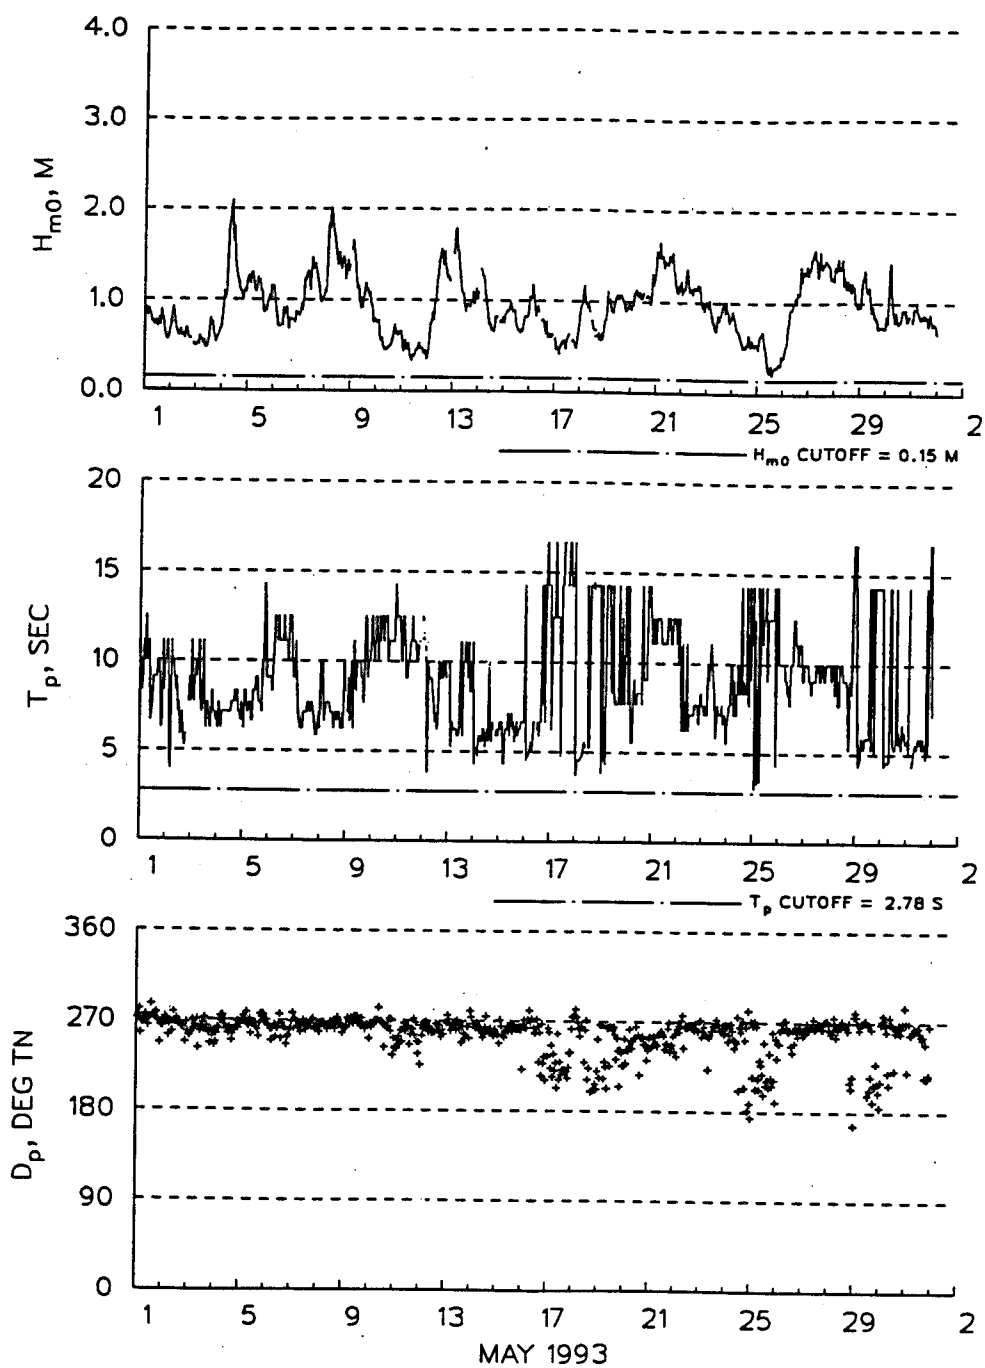 4.0
3.0
2.0
1.0
0.0
H_m0, M
1 5 9 13 17 21 25 29 2
H_m0 CUTOFF = 0.15 M
20
15
10
5
0
T_p, SEC
1 5 9 13 17 21 25 29 2
T_p CUTOFF = 2.78 S
360
270
180
90
0
D_p, DEG TN
1 5 9 13 17 21 25 29 2
MAY 1993